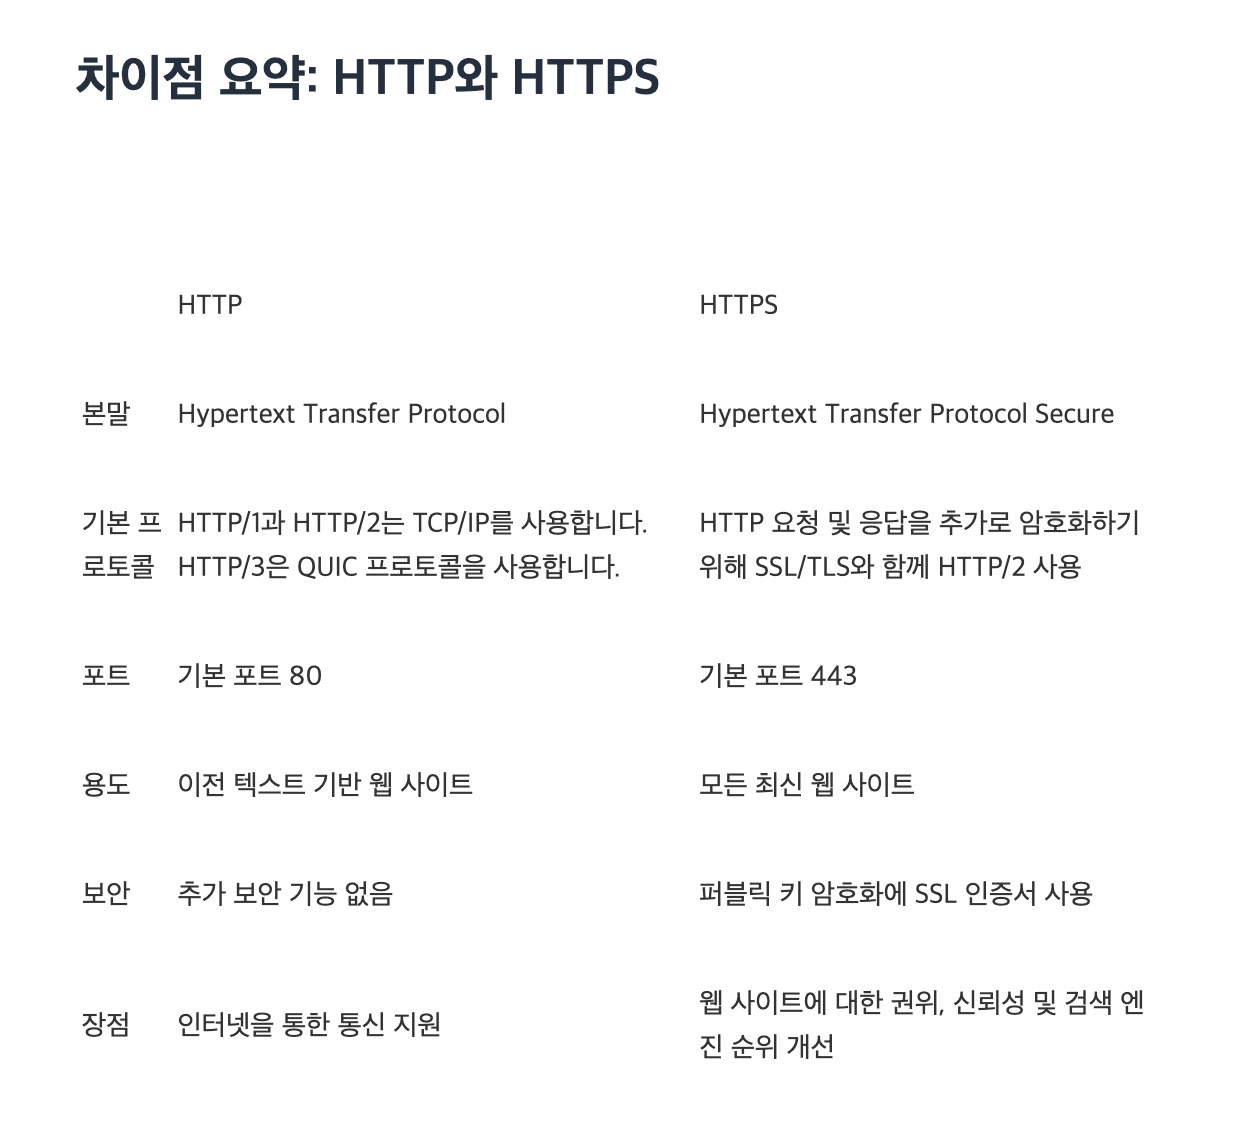 차이점 요약: HTTP와 HTTPS
HTTP HTTPS
본말 Hypertext Transfer Protocol Hypertext Transfer Protocol Secure
기본 프 HTTP/1과 HTTP/2는 TCP/IP를 사용합니다. HTTP 요청 및 응답을 추가로 암호화하기
로토콜 HTTP/3은 QUIC 프로토콜을 사용합니다. 위해 SSL/TLS와 함께 HTTP/2 사용
포트 기본 포트 80 기본 포트 443
용도 이전 텍스트 기반 웹 사이트 모든 최신 웹 사이트
보안 추가 보안 기능 없음 퍼블릭 키 암호화에 SSL 인증서 사용
장점 인터넷을 통한 통신 지원 웹 사이트에 대한 권위, 신뢰성 및 검색 엔
진 순위 개선